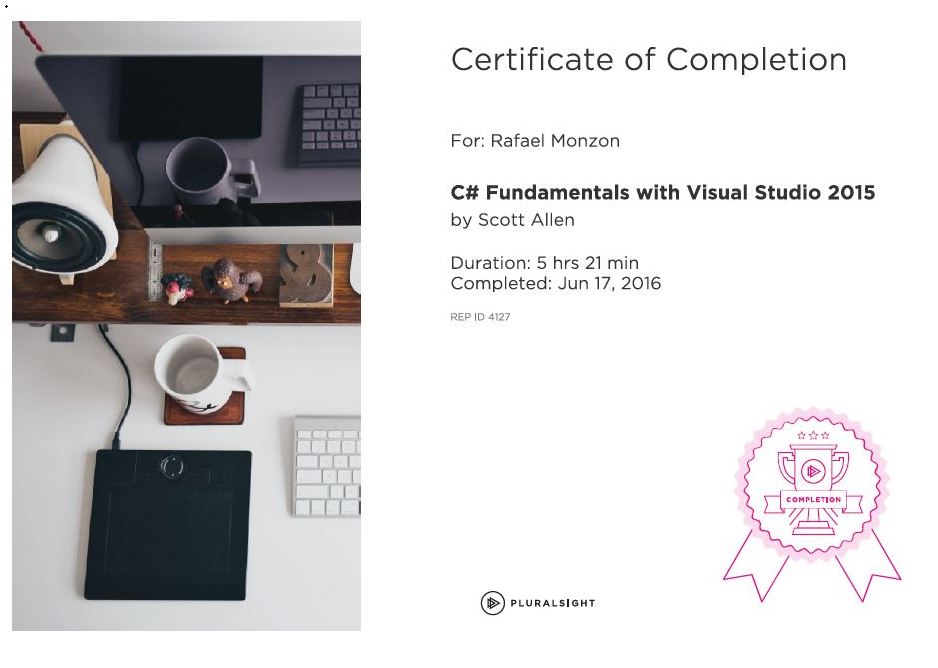 Certificate of Completion
For: Rafael Monzon
C# Fundamentals with Visual Studio 2015
by Scott Allen
Duration: 5 hrs 21 min
Completed: Jun 17, 2016
REP ID 4127
COMPLETION
PLURALSIGHT